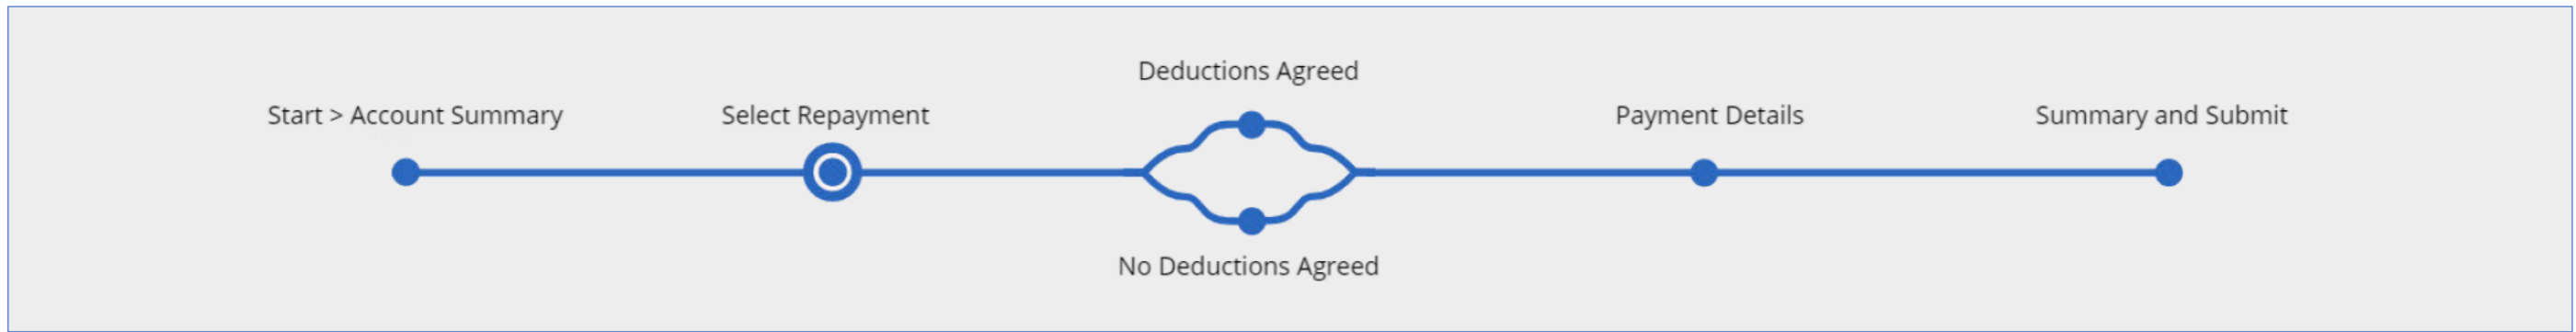 Start > Account Summary
Select Repayment
Deductions Agreed
No Deductions Agreed
Payment Details
Summary and Submit